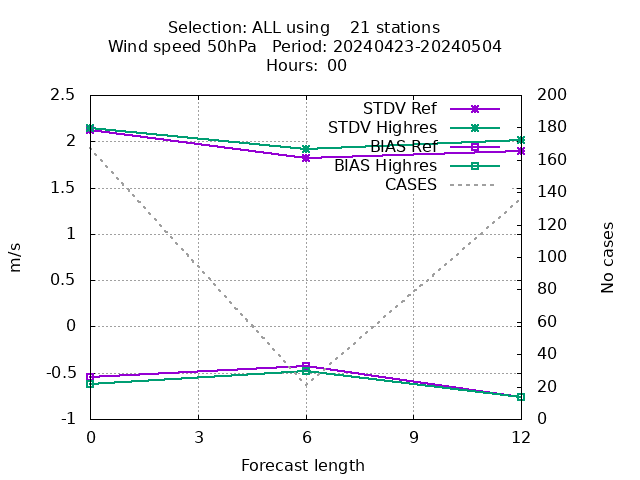 Selection: ALL using    21 stations
Wind speed 50hPa   Period: 20240423-20240504
Hours: 00
STDV Ref
STDV Highres
BIAS Ref
BIAS Highres
CASES
2.5
2
1.5
1
0.5
0
-0.5
-1
200
180
160
140
120
100
80
60
40
20
0
m/s
No cases
0 3 6 9 12
Forecast length